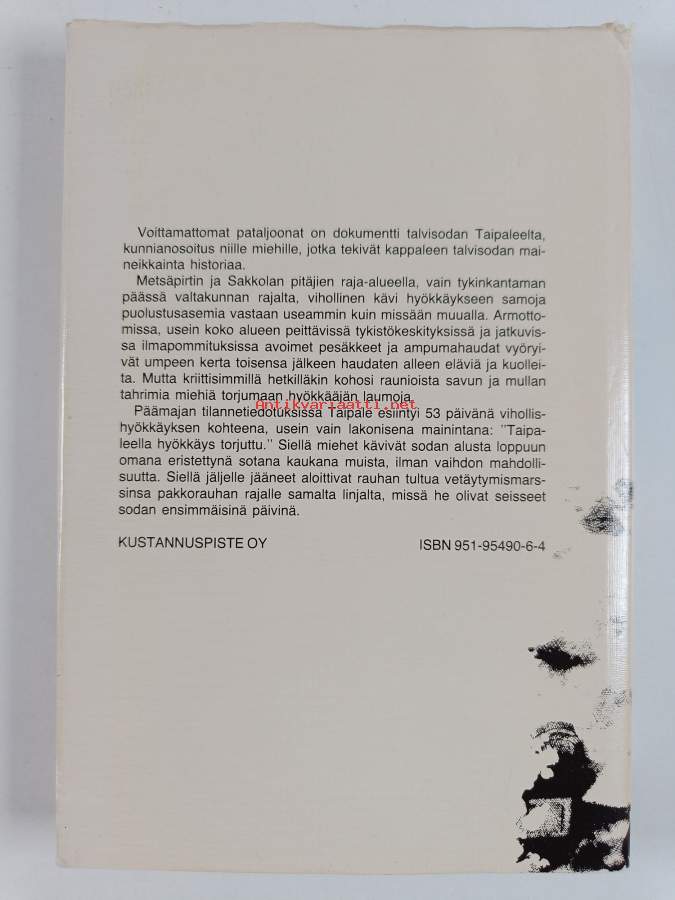 Voittamattomat pataljoonat on dokumentti talvisodan Taipaleelta,
kunnianosoitus niille miehille, jotka tekivät kappaleen talvisodan mai-
neikkainta historiaa.
Metsäpirtin ja Sakkolan pitäjien raja-alueella, vain tykinkantaman
päässä valtakunnan rajalta, vihollinen kävi hyökkäykseen samoja
puolustusasemia vastaan useammin kuin missään muualla. Armotto-
missa, usein koko alueen peittävissä tykistökeskityksissä ja jatkuvis-
sa ilmapommituksissa avoimet pesäkkeet ja ampumahaudat vyöryi-
vät umpeen kerta toisensa jälkeen haudaten alleen eläviä ja kuollei-
ta. Mutta kriittisimmillä hetkilläkin kohosi raunioista savun ja mullan
tahrimia miehiä torjumaan hyökkääjän laumoja.
Antikvariaatti.net
Päämajan tilannetiedotuksissa Taipale esiintyi 53 päivänä vihollis-
hyökkäyksen kohteena, usein vain lakonisena mainintana: "Taipa-
leella hyökkäys torjuttu." Siellä miehet kävivät sodan alusta loppuun
omana eristettynä sotana kaukana muista, ilman vaihdon mahdolli-
suutta. Siellä jäljelle jääneet aloittivat rauhan tultua vetäytymismars-
sinsa pakkorauhan rajalle samalta linjalta, missä he olivat seisseet
sodan ensimmäisinä päivinä.
KUSTANNUSPISTE OY ISBN 951-95490-6-4